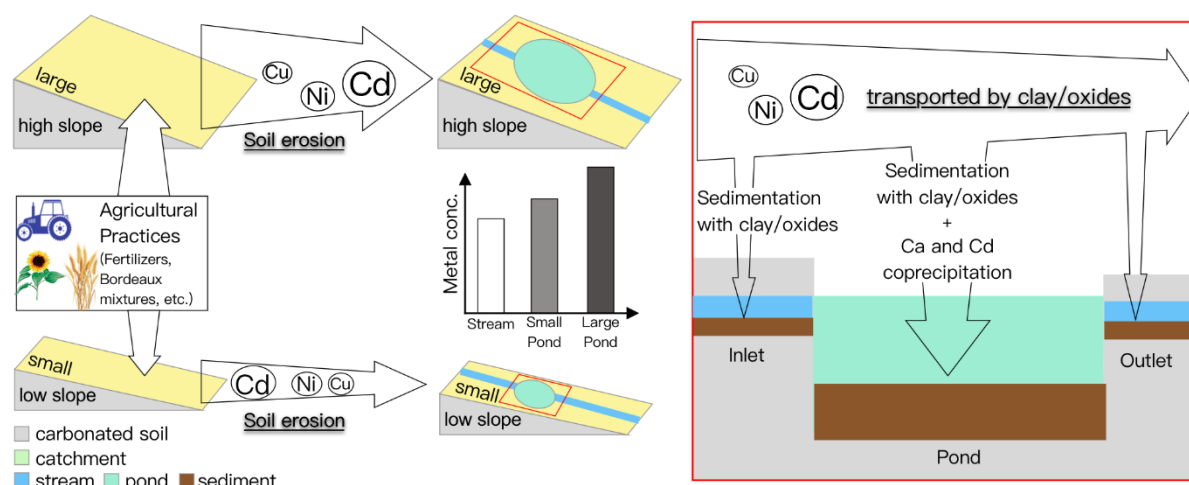 large
high slope
Cu
Ni
Cd
Soil erosion
large
high slope
Agricultural
Practices
(Fertilizers,
Bordeaux
mixtures, etc.)
Metal conc.
Stream
Small
Pond
Large
Pond
small
low slope
Cd
Ni
Cu
Soil erosion
small
low slope
carbonated soil
catchment
stream
pond
sediment
Cu
Ni
Cd
transported by clay/oxides
Sedimentation
with clay/oxides
Sedimentation
with clay/oxides
+
Ca and Cd
coprecipitation
Inlet
Outlet
Pond